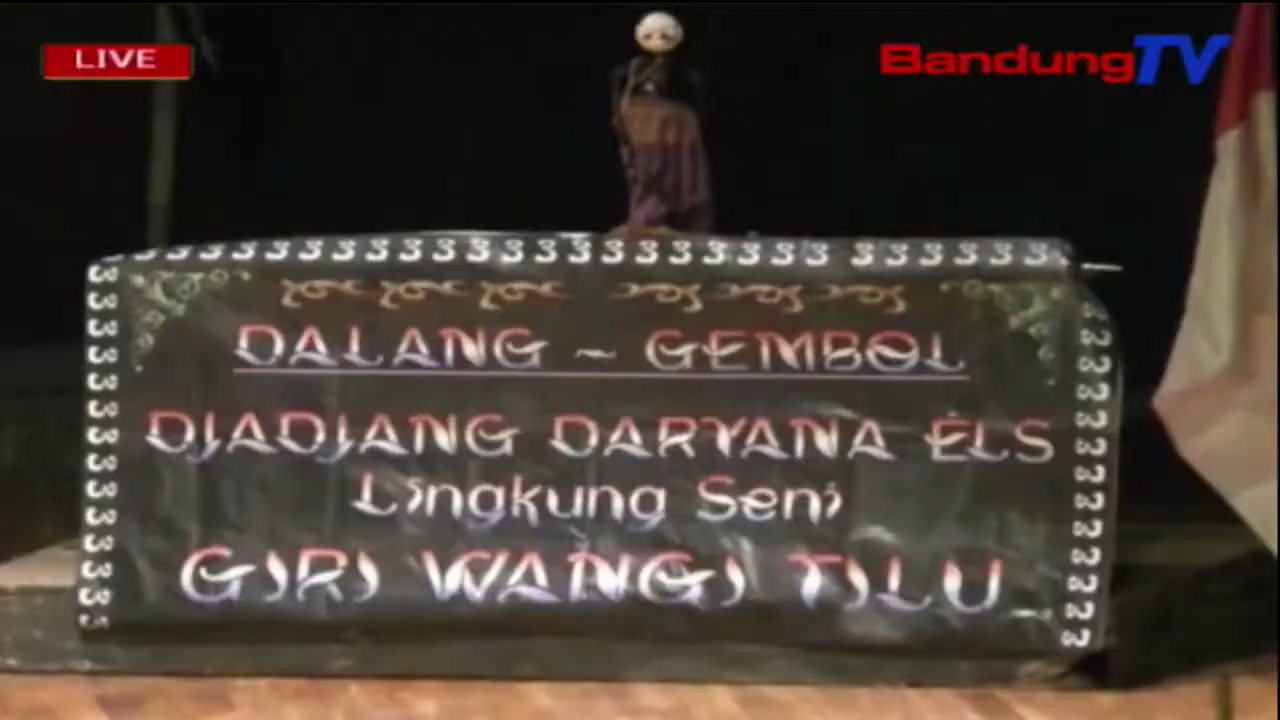 LIVE
BandungTV
DALANG ~ GEMBOL
DJADJANG DARYANA ELS
Lingkung Seni
GIRI WANGI TILU